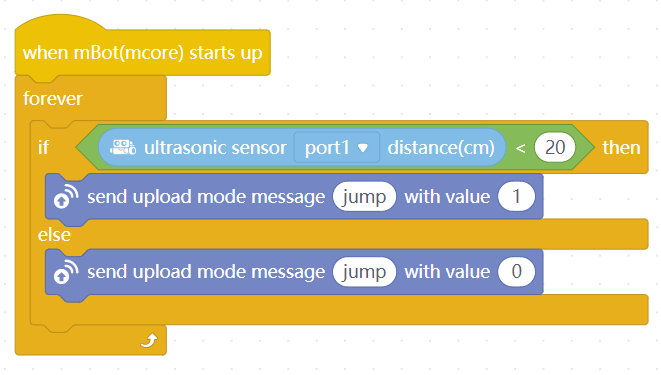 when mBot(mcore) starts up
forever
if ultrasonic sensor port1 distance(cm) < 20 then
send upload mode message jump with value 1
else
send upload mode message jump with value 0